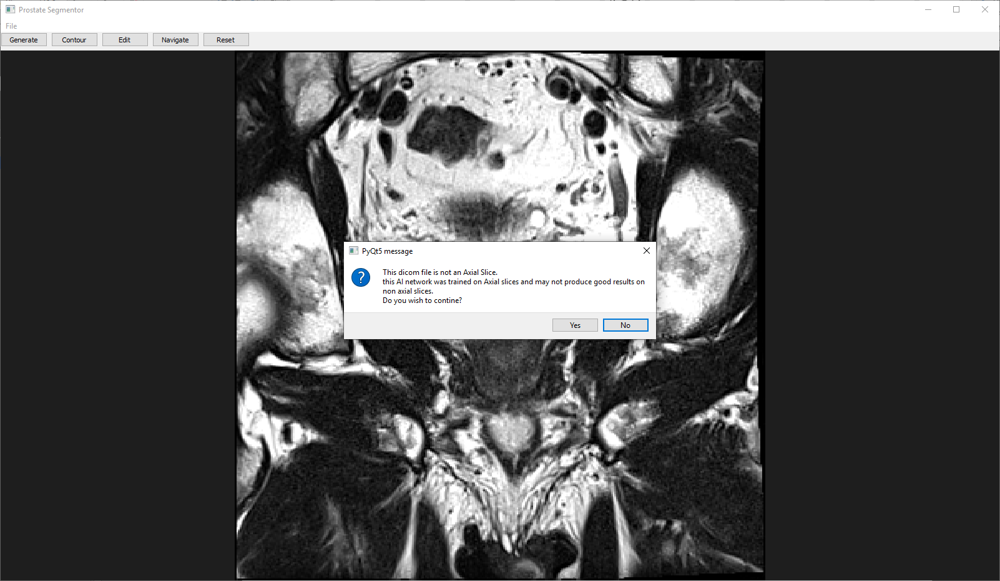 Prostate Segmentor
File
Generate
Contour
Edit
Navigate
Reset
PyQt5 message
This dicom file is not an Axial Slice.
this AI network was trained on Axial slices and may not produce good results on
non axial slices.
Do you wish to contine?
Yes
No